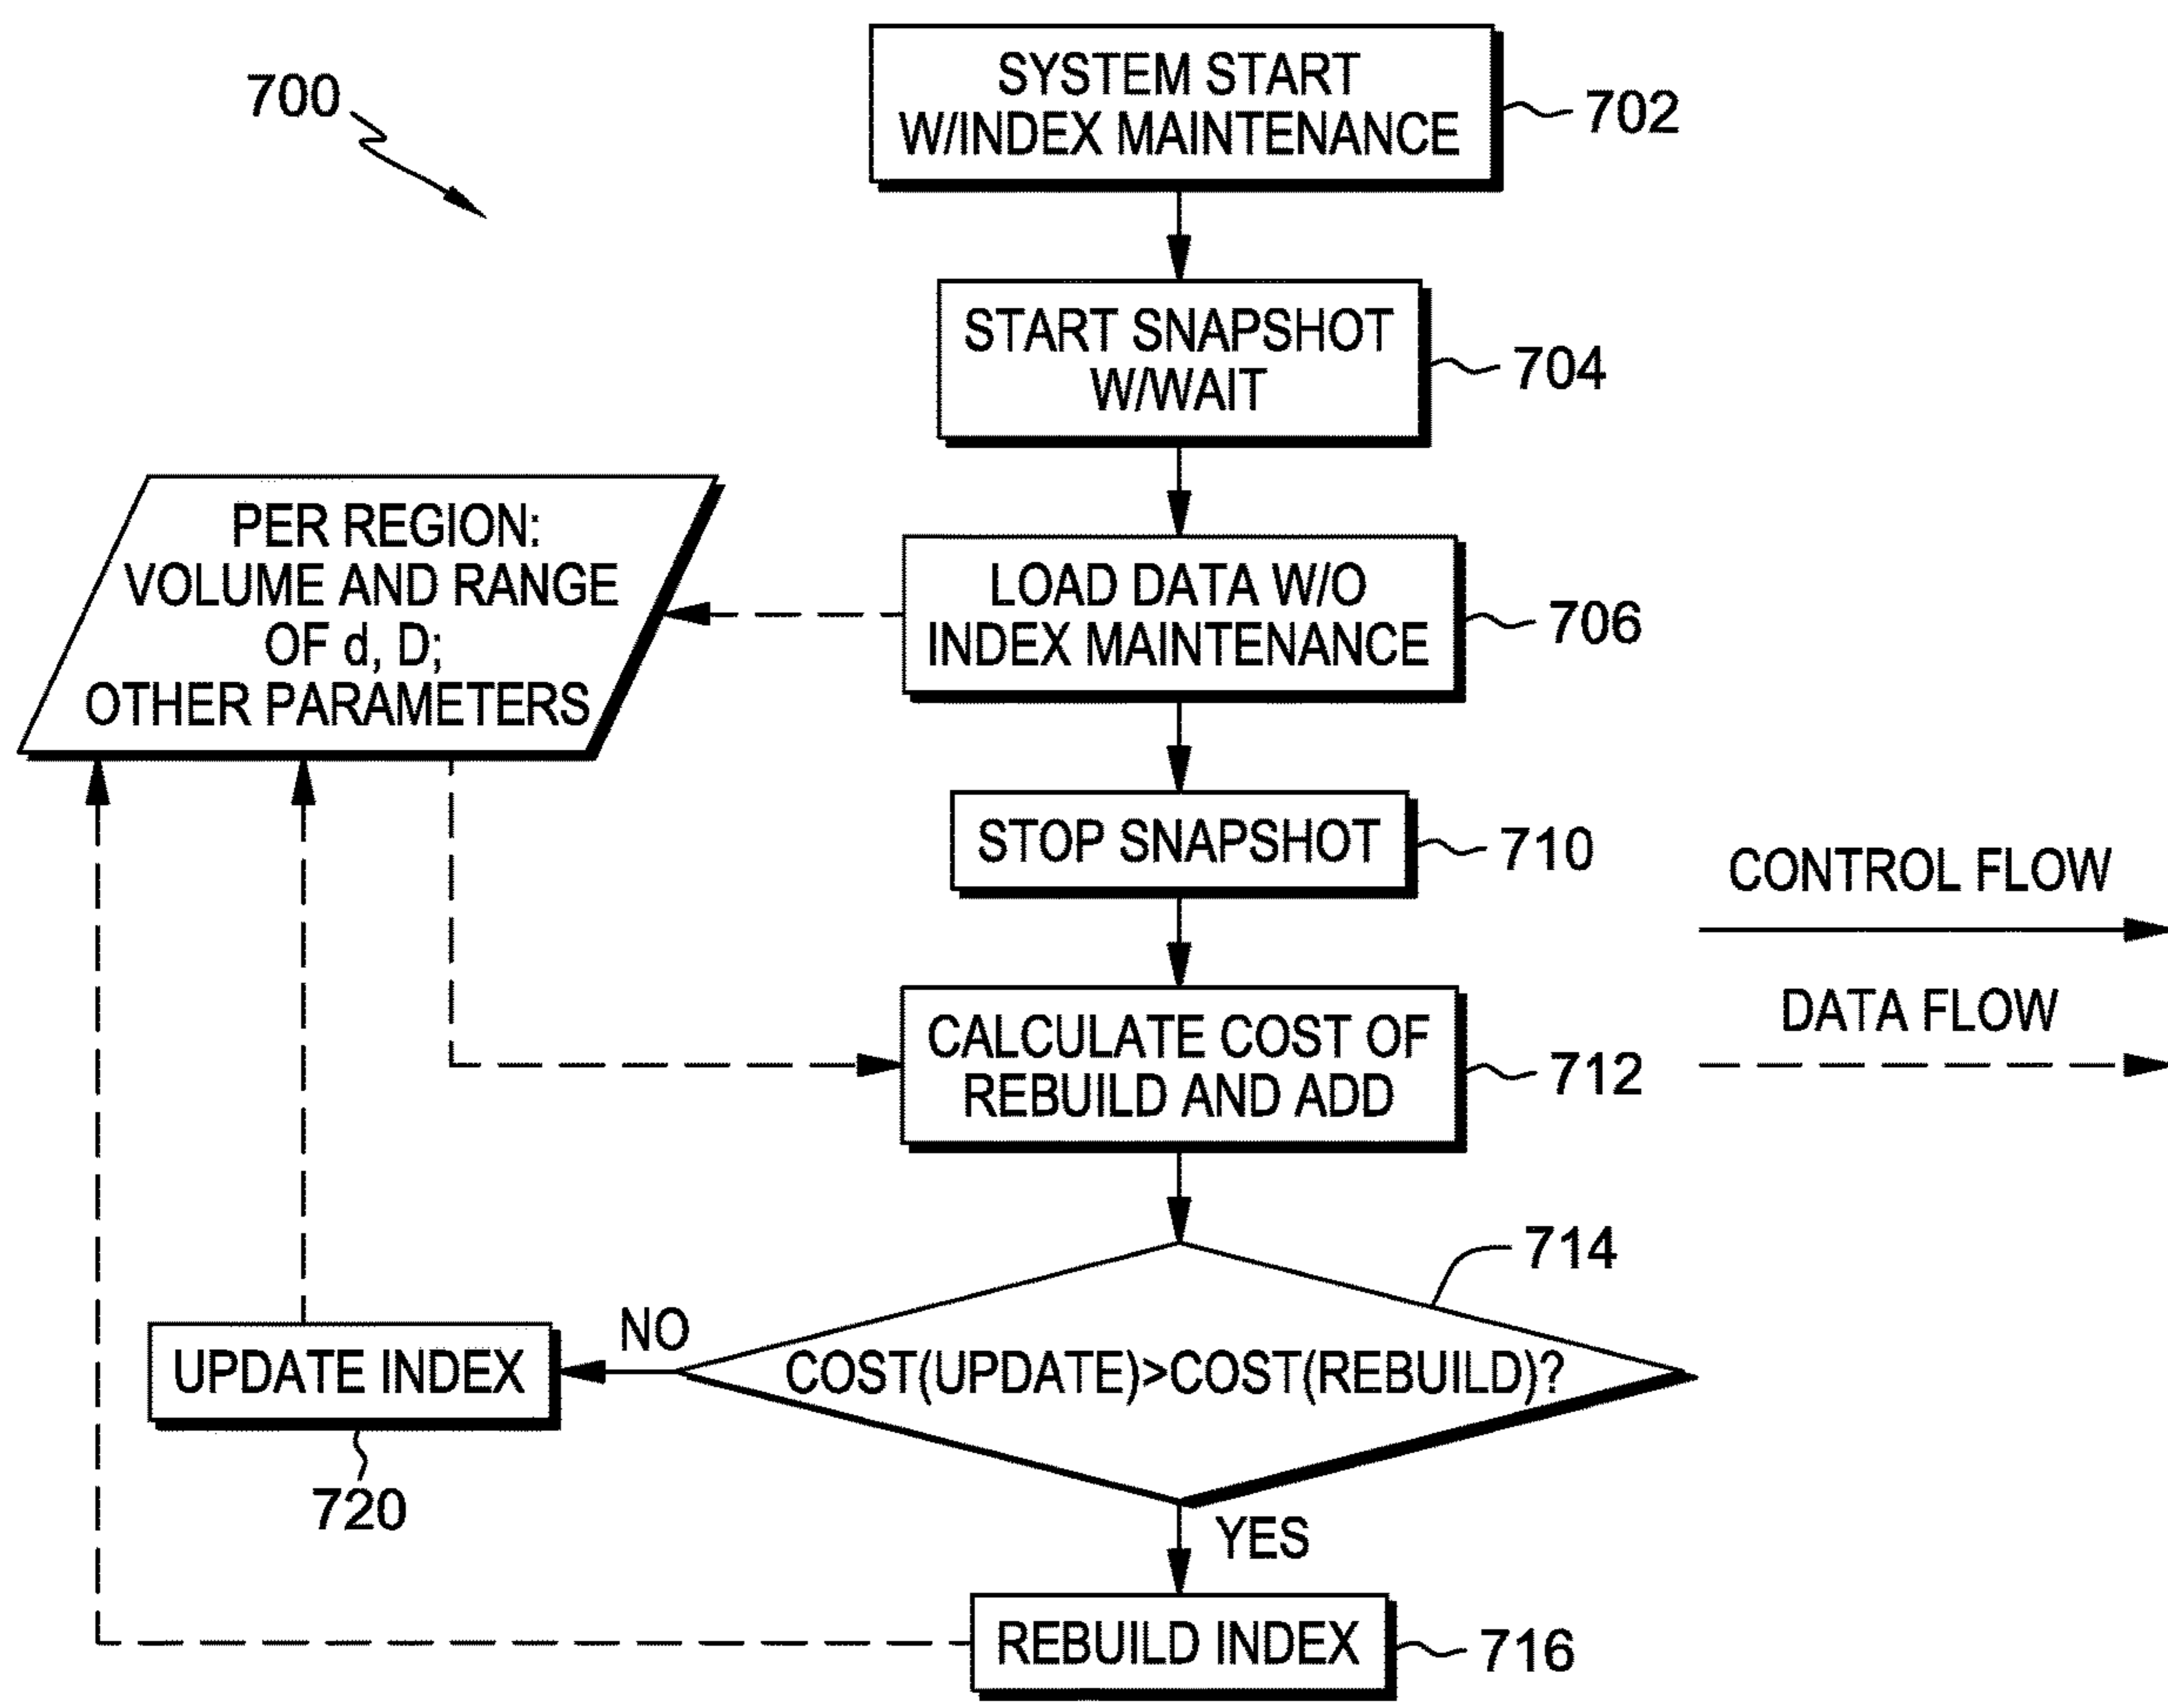 700
SYSTEM START
W/INDEX MAINTENANCE
702
START SNAPSHOT
W/WAIT
704
PER REGION:
VOLUME AND RANGE
OF d, D;
OTHER PARAMETERS
LOAD DATA W/O
INDEX MAINTENANCE
706
STOP SNAPSHOT
710
CONTROL FLOW
DATA FLOW
CALCULATE COST OF
REBUILD AND ADD
712
714
COST(UPDATE)>COST(REBUILD)?
NO
UPDATE INDEX
720
YES
REBUILD INDEX
716